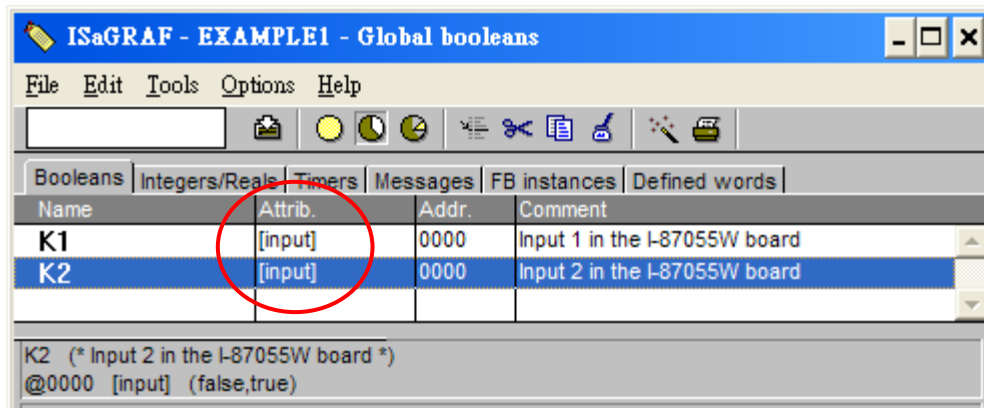 ISaGRAF - EXAMPLE1 - Global booleans
File Edit Tools Options Help
Booleans Integers/Reals Timers Messages FB instances Defined words
Name Attrib. Addr. Comment
K1 [input] 0000 Input 1 in the I-87055W board
K2 [input] 0000 Input 2 in the I-87055W board
K2 (* Input 2 in the I-87055W board *)
@0000 [input] (false,true)